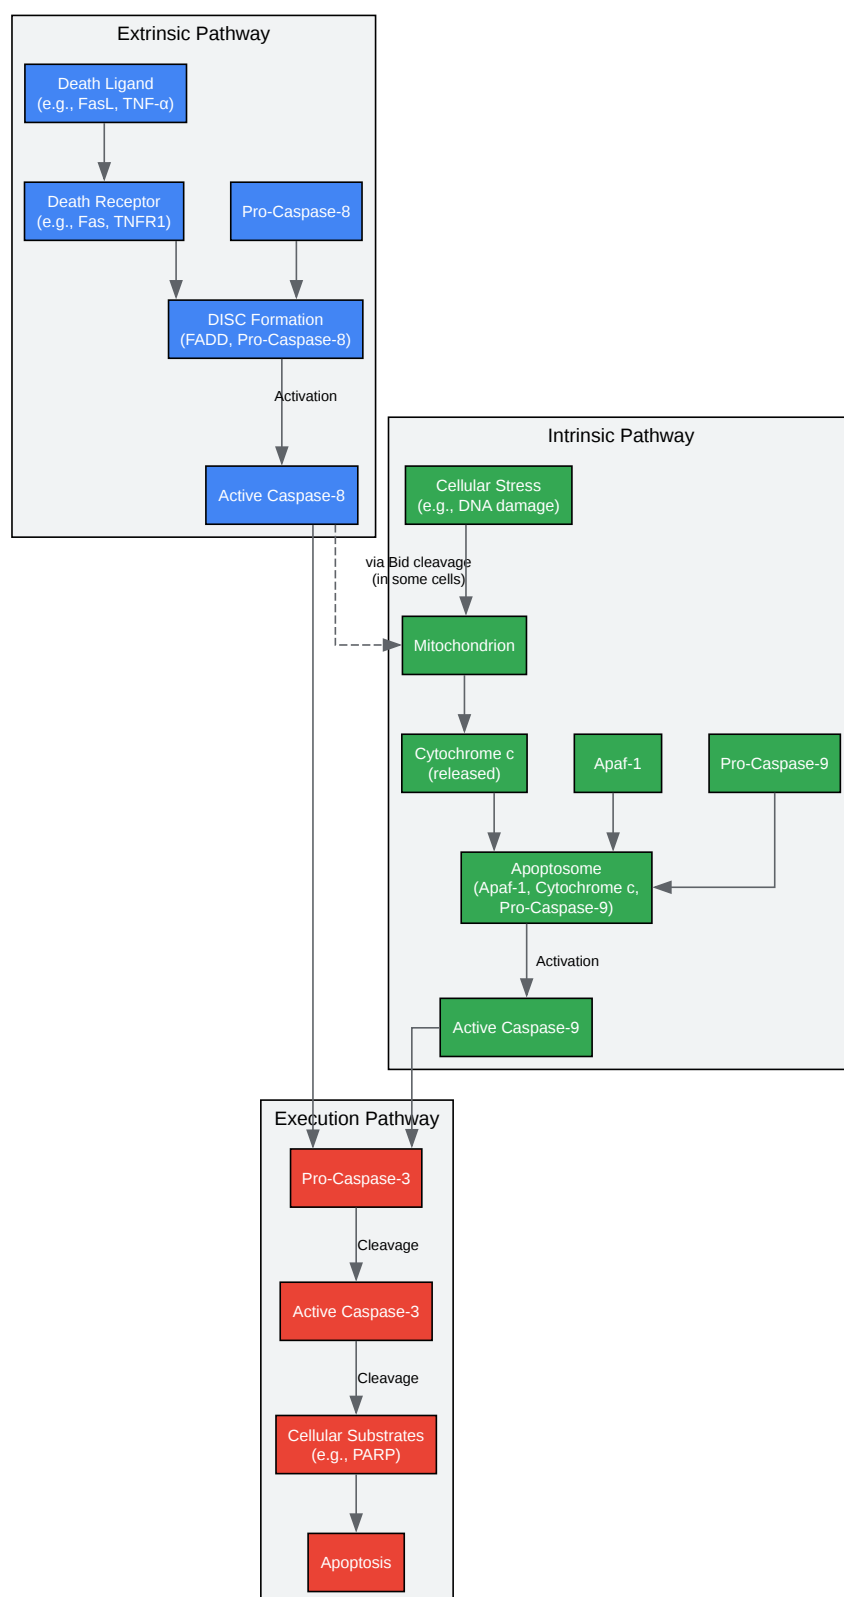 Extrinsic Pathway
Death Ligand
(e.g., FasL, TNF-α)
Death Receptor
(e.g., Fas, TNFR1)
Pro-Caspase-8
DISC Formation
(FADD, Pro-Caspase-8)
Activation
Active Caspase-8
Intrinsic Pathway
Cellular Stress
(e.g., DNA damage)
via Bid cleavage
(in some cells)
Mitochondrion
Cytochrome c
(released)
Apaf-1
Pro-Caspase-9
Apoptosome
(Apaf-1, Cytochrome c,
Pro-Caspase-9)
Activation
Active Caspase-9
Execution Pathway
Pro-Caspase-3
Cleavage
Active Caspase-3
Cleavage
Cellular Substrates
(e.g., PARP)
Apoptosis